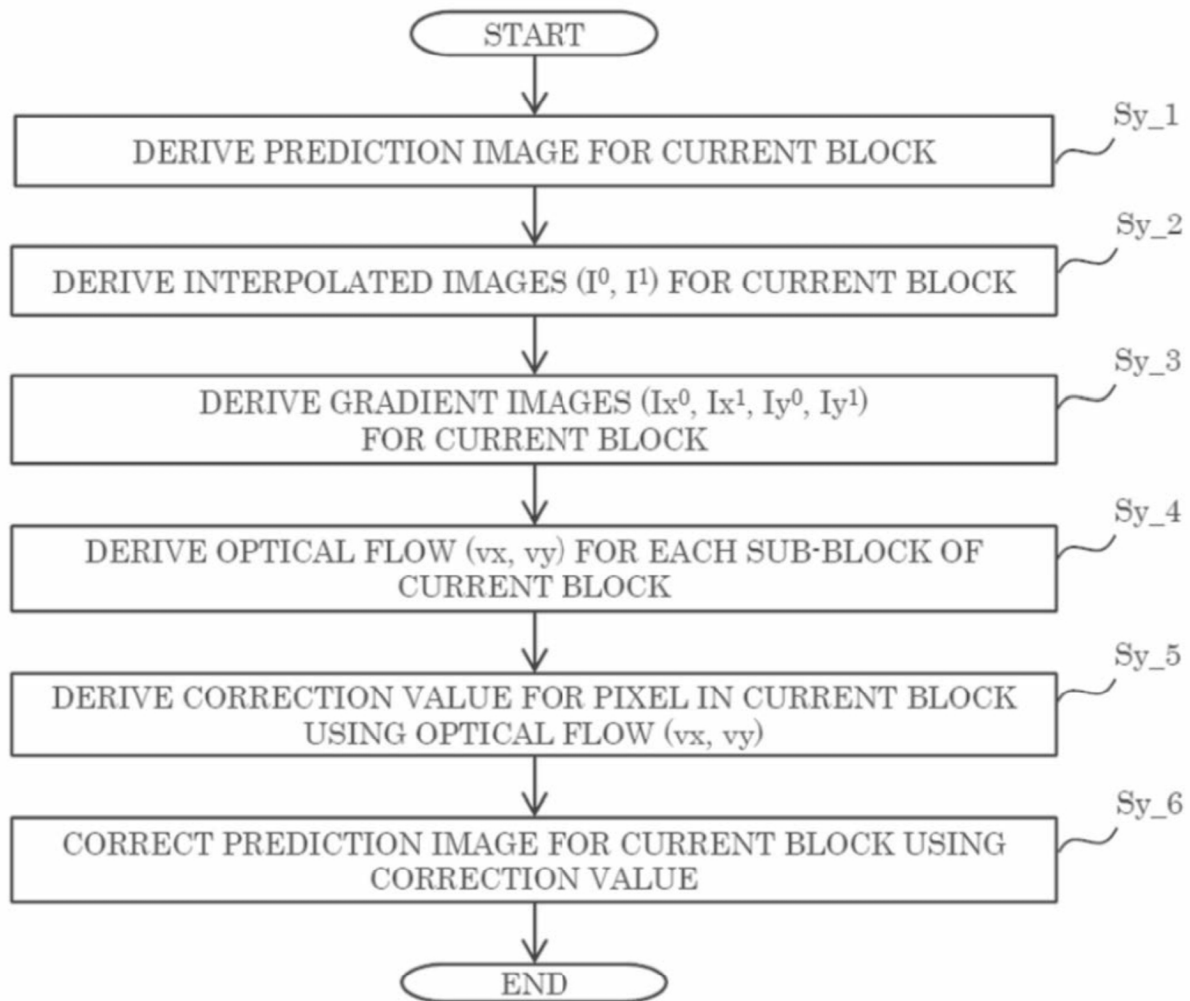 START
Sy_1
DERIVE PREDICTION IMAGE FOR CURRENT BLOCK
Sy_2
DERIVE INTERPOLATED IMAGES (I⁰, I¹) FOR CURRENT BLOCK
Sy_3
DERIVE GRADIENT IMAGES (Ix⁰, Ix¹, Iy⁰, Iy¹)
FOR CURRENT BLOCK
Sy_4
DERIVE OPTICAL FLOW (vx, vy) FOR EACH SUB-BLOCK OF
CURRENT BLOCK
Sy_5
DERIVE CORRECTION VALUE FOR PIXEL IN CURRENT BLOCK
USING OPTICAL FLOW (vx, vy)
Sy_6
CORRECT PREDICTION IMAGE FOR CURRENT BLOCK USING
CORRECTION VALUE
END